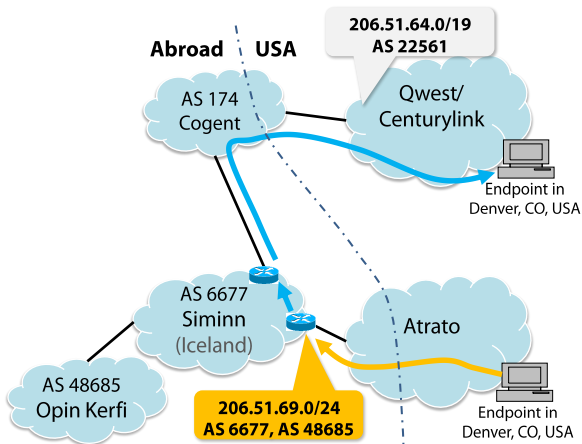 Abroad
USA
206.51.64.0/19
AS 22561
AS 174
Cogent
Qwest/
Centurylink
Endpoint in
Denver, CO, USA
AS 6677
Siminn
(Iceland)
Atrato
AS 48685
Opin Kerfi
206.51.69.0/24
AS 6677, AS 48685
Endpoint in
Denver, CO, USA